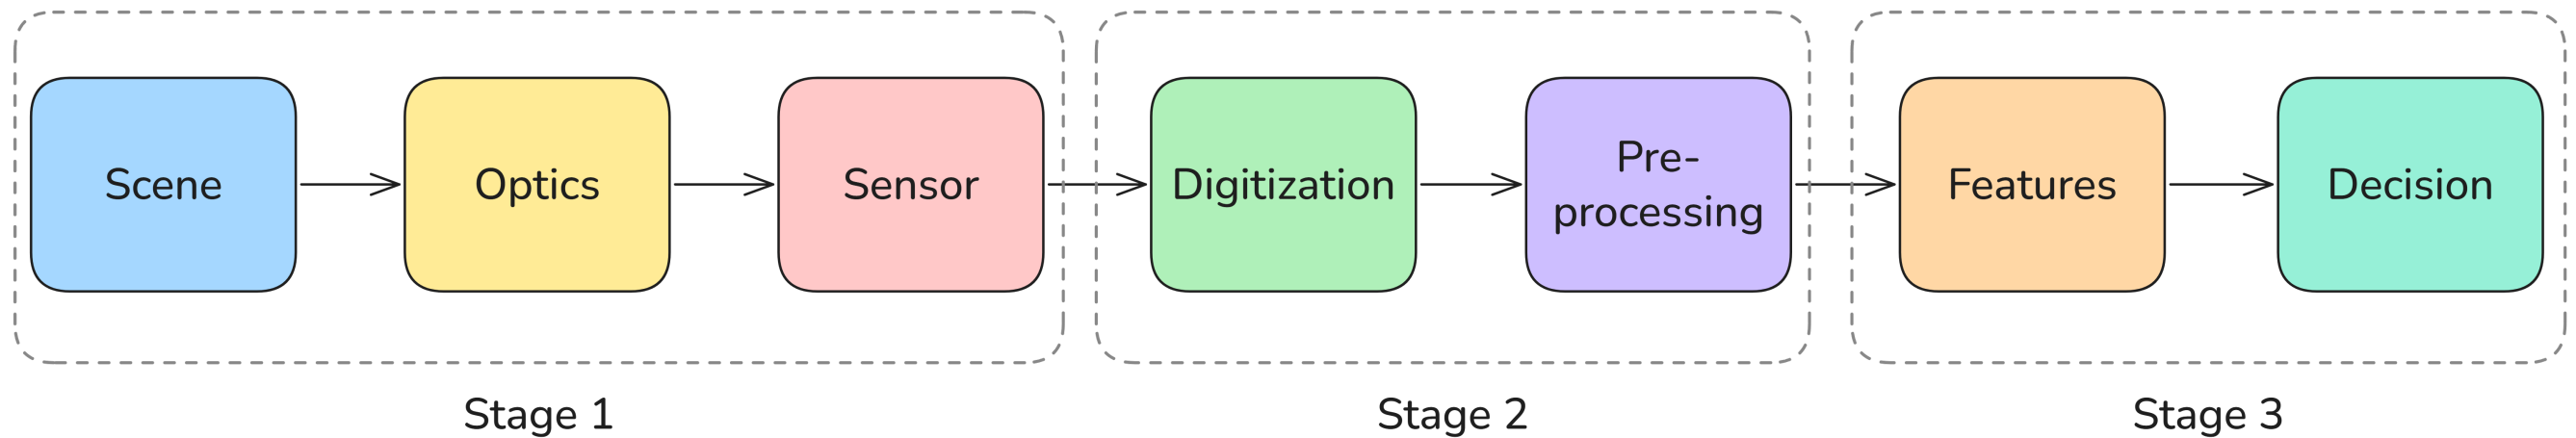 Scene
Optics
Sensor
Digitization
Pre-
processing
Features
Decision
Stage 1
Stage 2
Stage 3